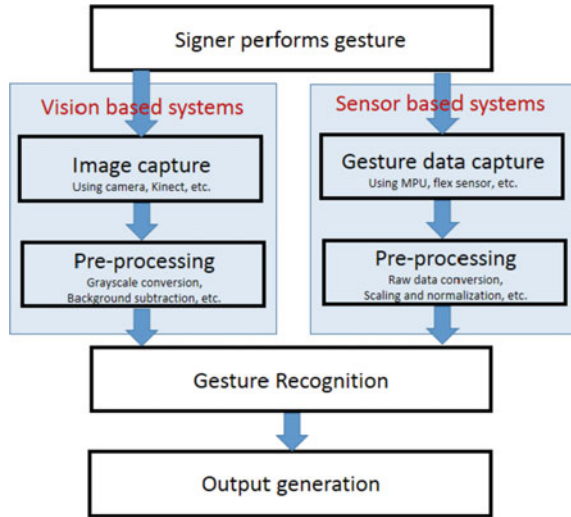 Signer performs gesture
Vision based systems
Image capture
Using camera, Kinect, etc.
Pre-processing
Grayscale conversion,
Background subtraction, etc.
Sensor based systems
Gesture data capture
Using MPU, flex sensor, etc.
Pre-processing
Raw data conversion,
Scaling and normalization, etc.
Gesture Recognition
Output generation